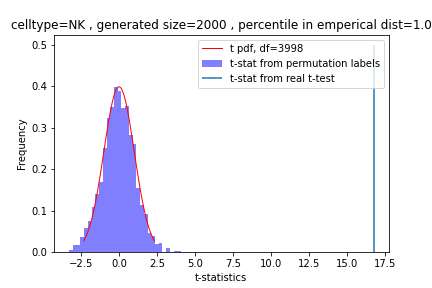 celltype=NK , generated size=2000 , percentile in emperical dist=1.0
t pdf, df=3998
t-stat from permutation labels
t-stat from real t-test
Frequency
0.5
0.4
0.3
0.2
0.1
0.0
−2.5 0.0 2.5 5.0 7.5 10.0 12.5 15.0 17.5
t-statistics